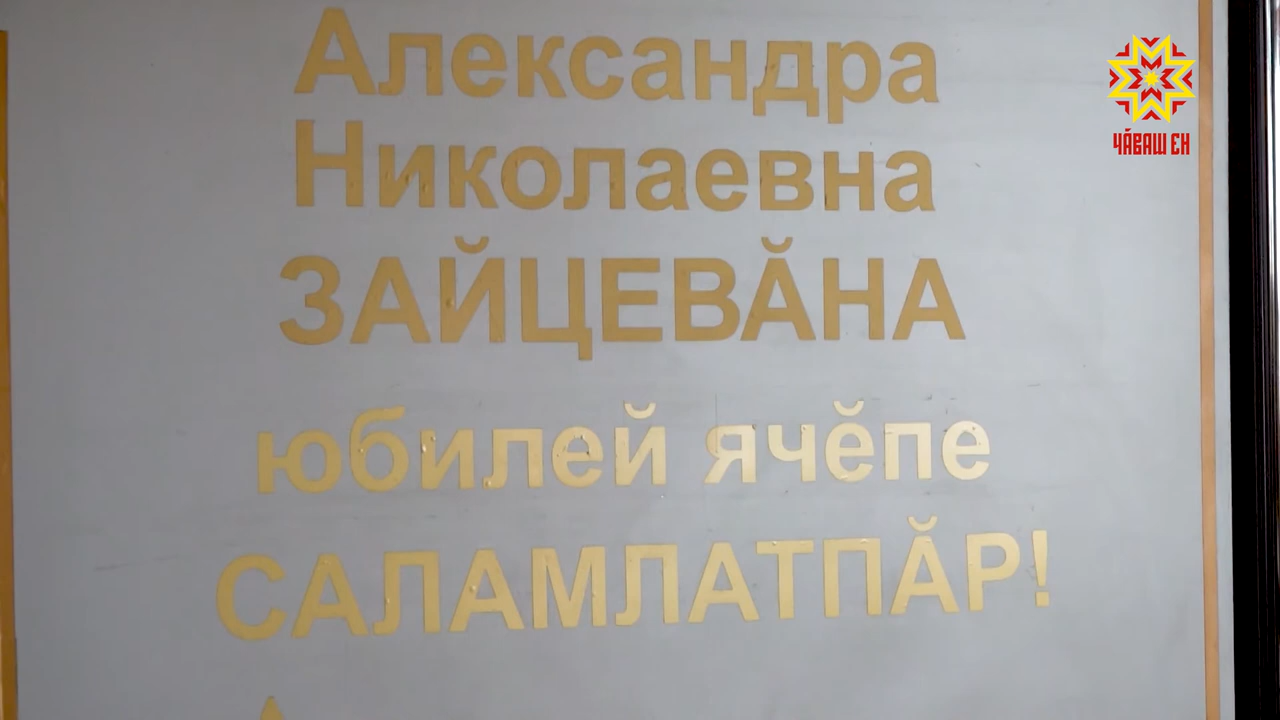 Александра
Николаевна
ЗАЙЦЕВӐНА
юбилей ячӗпе
САЛАМЛАТПӐР!
ЧӐВАШ ЕН